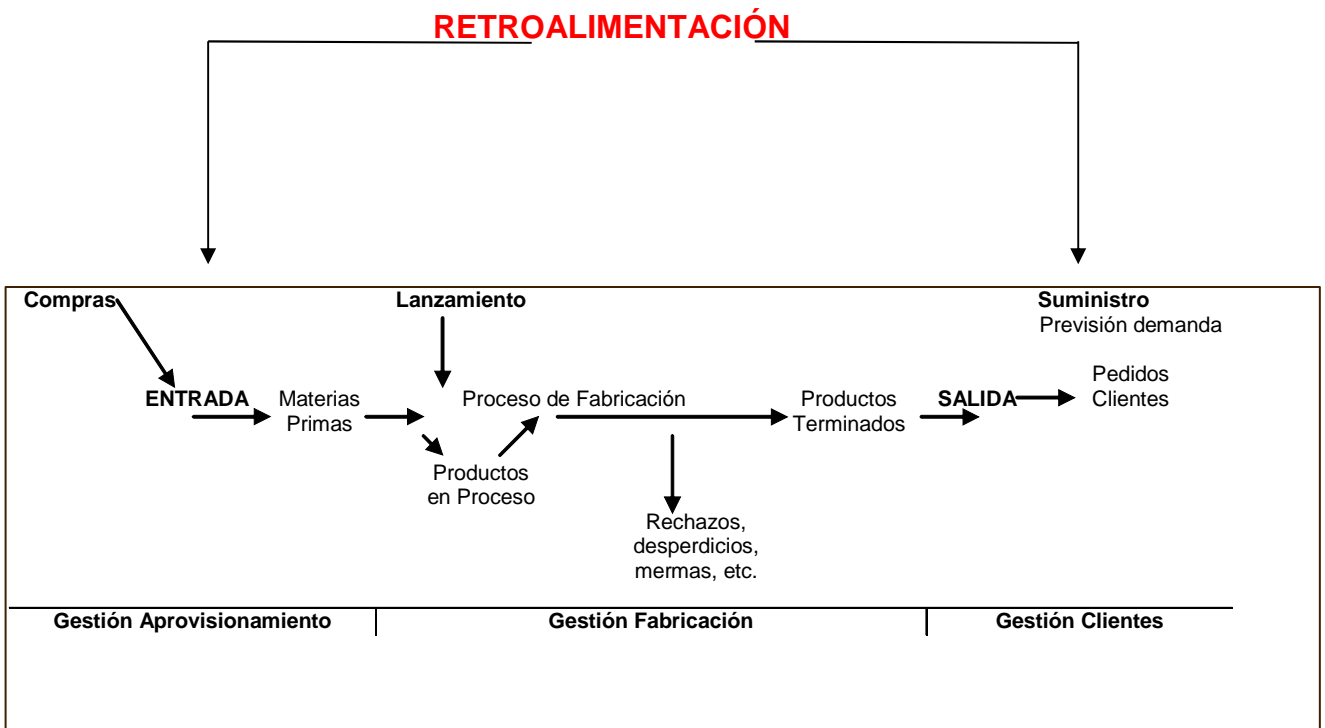 RETROALIMENTACIÓN
Compras
Lanzamiento
Suministro
Previsión demanda
ENTRADA
Materias
Primas
Proceso de Fabricación
Productos
Terminados
SALIDA
Pedidos
Clientes
Productos
en Proceso
Rechazos,
desperdicios,
mermas, etc.
Gestión Aprovisionamiento
Gestión Fabricación
Gestión Clientes